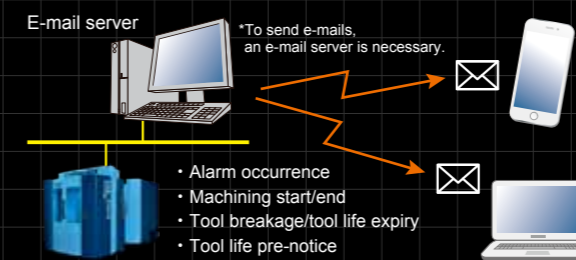 E-mail server
*To send e-mails,
an e-mail server is necessary.
・Alarm occurrence
・Machining start/end
・Tool breakage/tool life expiry
・Tool life pre-notice